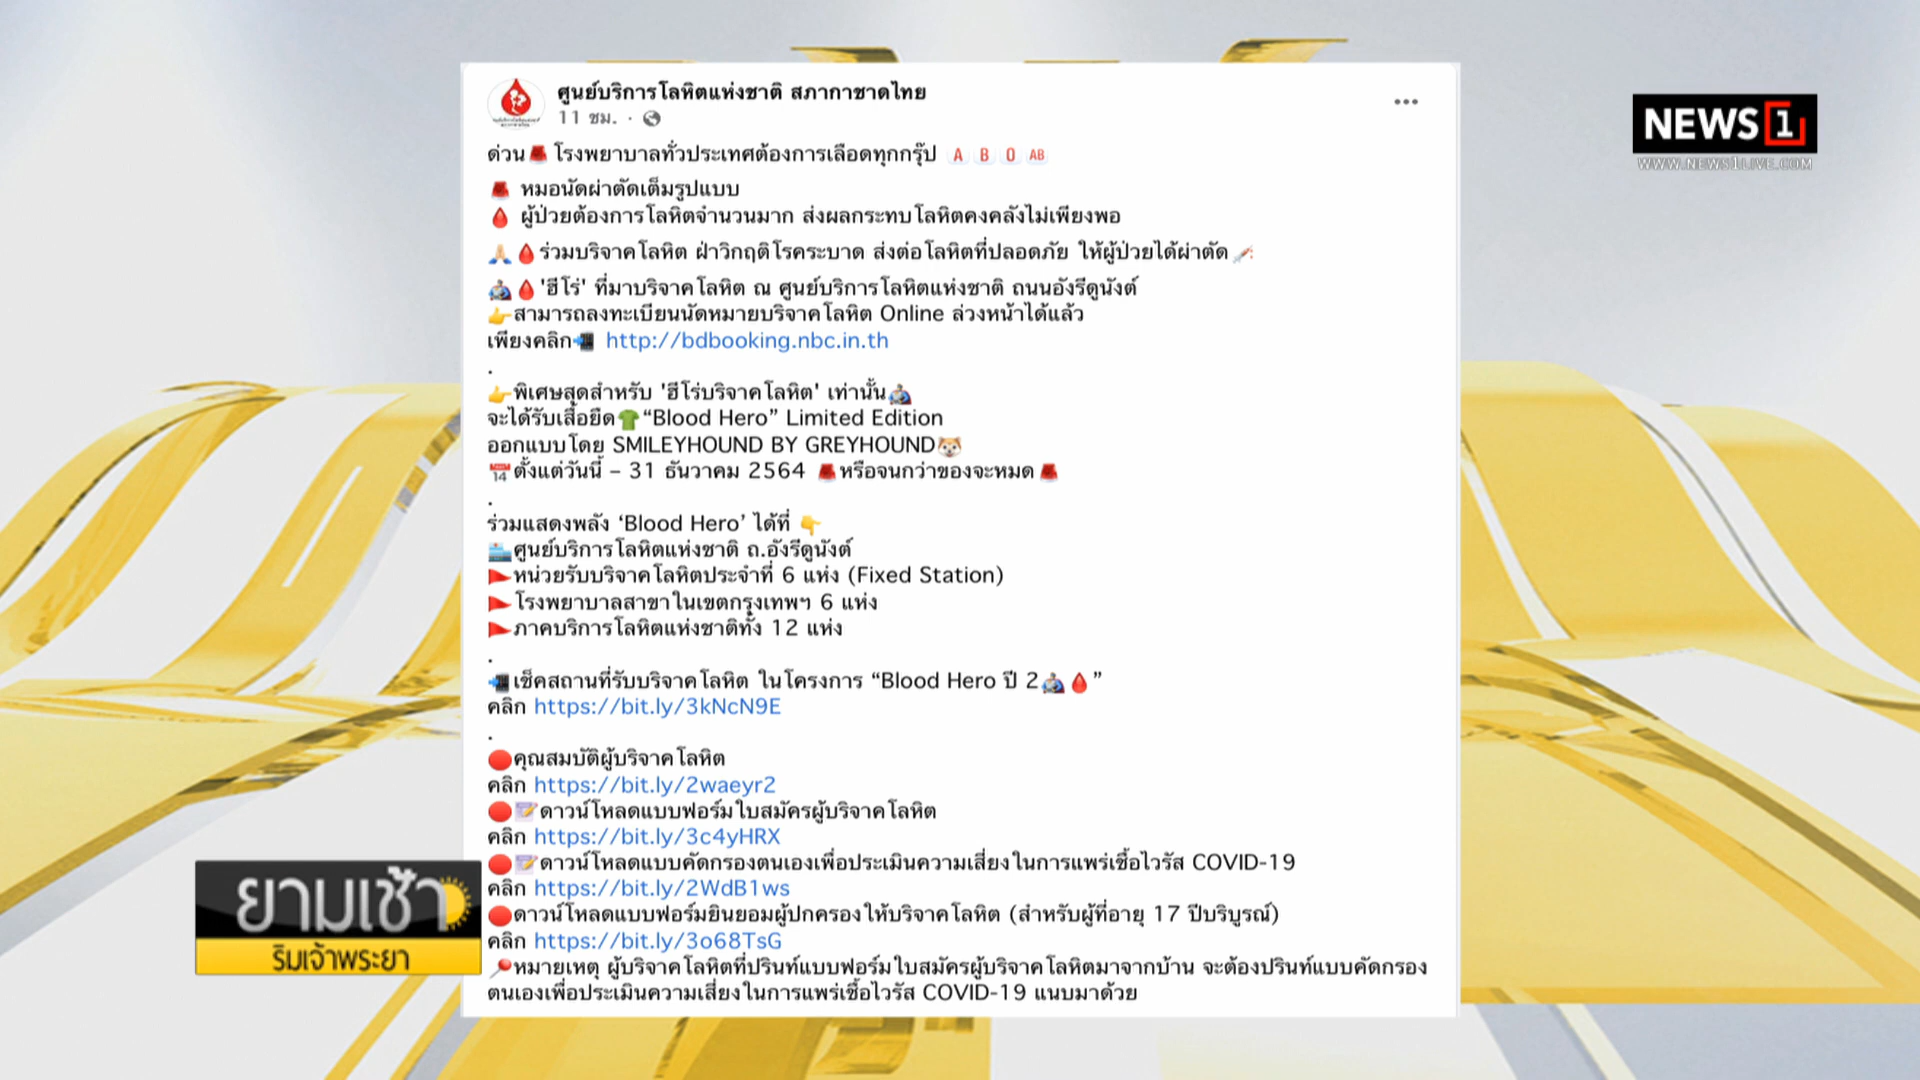 ศูนย์บริการโลหิตแห่งชาติ สภากาชาดไทย
11 ชม. ·
NEWS 1
WWW.NEWS1LIVE.COM
ด่วน โรงพยาบาลทั่วประเทศต้องการเลือดทุกกรุ๊ป A B O AB
หมอนัดผ่าตัดเต็มรูปแบบ
ผู้ป่วยต้องการโลหิตจำนวนมาก ส่งผลกระทบโลหิตคงคลังไม่เพียงพอ
ร่วมบริจาคโลหิต ฝ่าวิกฤติโรคระบาด ส่งต่อโลหิตที่ปลอดภัย ให้ผู้ป่วยได้ผ่าตัด
'ฮีโร่' ที่มาบริจาคโลหิต ณ ศูนย์บริการโลหิตแห่งชาติ ถนนอังรีดูนังต์
สามารถลงทะเบียนนัดหมายบริจาคโลหิต Online ล่วงหน้าได้แล้ว
เพียงคลิก http://bdbooking.nbc.in.th
.
พิเศษสุดสำหรับ 'ฮีโร่บริจาคโลหิต' เท่านั้น
จะได้รับเสื้อยืด “Blood Hero” Limited Edition
ออกแบบโดย SMILEYHOUND BY GREYHOUND
ตั้งแต่วันนี้ – 31 ธันวาคม 2564 หรือจนกว่าของจะหมด
.
ร่วมแสดงพลัง ‘Blood Hero’ ได้ที่
ศูนย์บริการโลหิตแห่งชาติ ถ.อังรีดูนังต์
หน่วยรับบริจาคโลหิตประจำที่ 6 แห่ง (Fixed Station)
โรงพยาบาลสาขาในเขตกรุงเทพฯ 6 แห่ง
ภาคบริการโลหิตแห่งชาติทั้ง 12 แห่ง
.
เช็คสถานที่รับบริจาคโลหิต ในโครงการ “Blood Hero ปี 2 ”
คลิก https://bit.ly/3kNcN9E
.
คุณสมบัติผู้บริจาคโลหิต
คลิก https://bit.ly/2waeyr2
ดาวน์โหลดแบบฟอร์มใบสมัครผู้บริจาคโลหิต
คลิก https://bit.ly/3c4yHRX
ดาวน์โหลดแบบคัดกรองตนเองเพื่อประเมินความเสี่ยงในการแพร่เชื้อไวรัส COVID-19
คลิก https://bit.ly/2WdB1ws
ดาวน์โหลดแบบฟอร์มยินยอมผู้ปกครองให้บริจาคโลหิต (สำหรับผู้ที่อายุ 17 ปีบริบูรณ์)
คลิก https://bit.ly/3o68TsG
หมายเหตุ ผู้บริจาคโลหิตที่ปรินท์แบบฟอร์มใบสมัครผู้บริจาคโลหิตมาจากบ้าน จะต้องปรินท์แบบคัดกรอง
ตนเองเพื่อประเมินความเสี่ยงในการแพร่เชื้อไวรัส COVID-19 แนบมาด้วย
ยามเช้า
ริมเจ้าพระยา